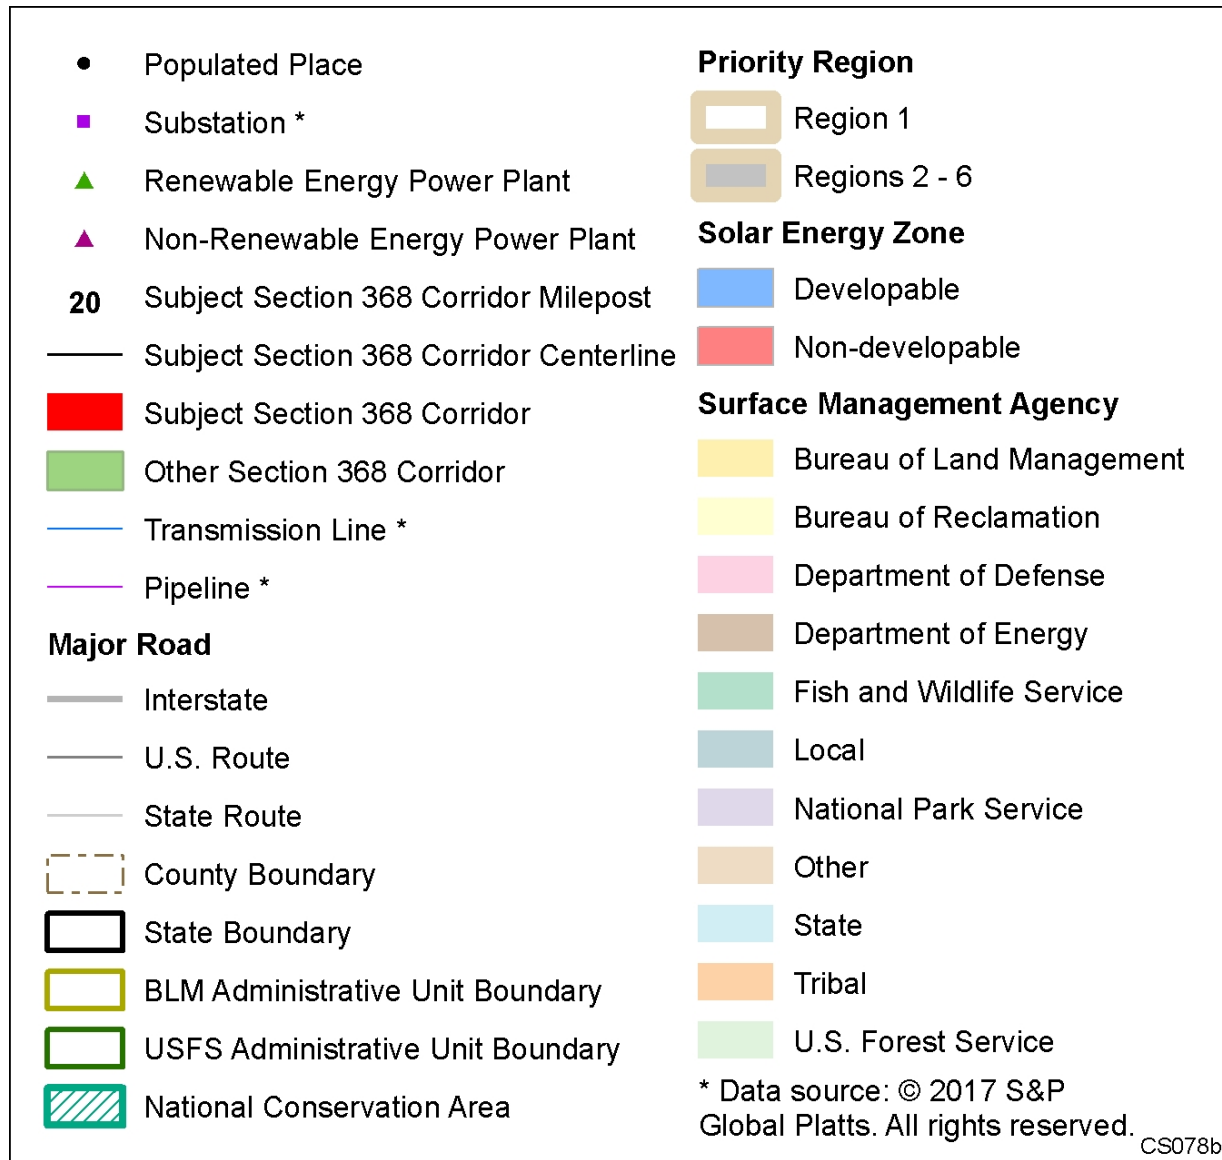 Populated Place
Substation *
Renewable Energy Power Plant
Non-Renewable Energy Power Plant
20 Subject Section 368 Corridor Milepost
Subject Section 368 Corridor Centerline
Subject Section 368 Corridor
Other Section 368 Corridor
Transmission Line *
Pipeline *
Major Road
Interstate
U.S. Route
State Route
County Boundary
State Boundary
BLM Administrative Unit Boundary
USFS Administrative Unit Boundary
National Conservation Area
Priority Region
Region 1
Regions 2 - 6
Solar Energy Zone
Developable
Non-developable
Surface Management Agency
Bureau of Land Management
Bureau of Reclamation
Department of Defense
Department of Energy
Fish and Wildlife Service
Local
National Park Service
Other
State
Tribal
U.S. Forest Service
* Data source: © 2017 S&P
Global Platts. All rights reserved.
CS078b